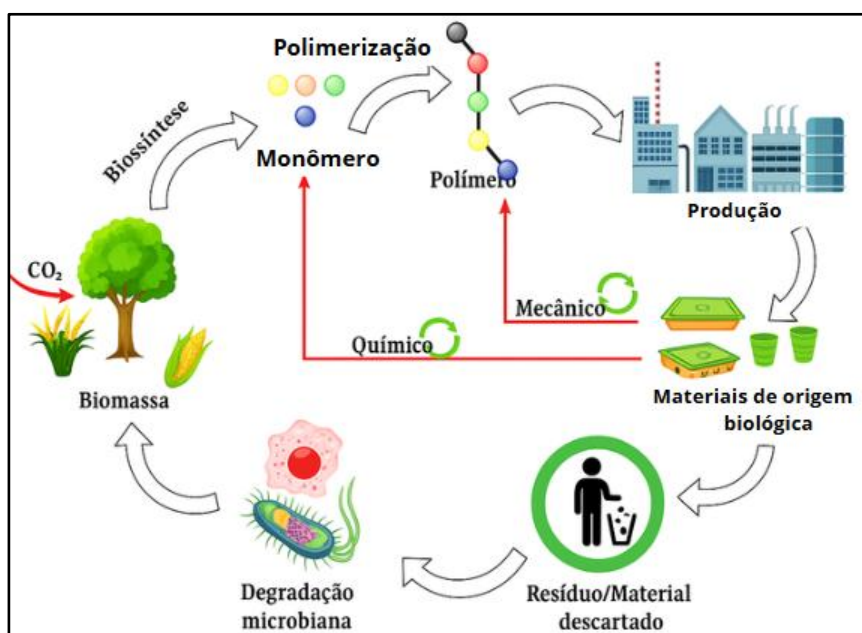 Polimerização
Biossíntese
Monômero
Polímero
Produção
CO₂
Mecânico
Químico
Biomassa
Materiais de origem
biológica
Degradação
microbiana
Resíduo/Material
descartado